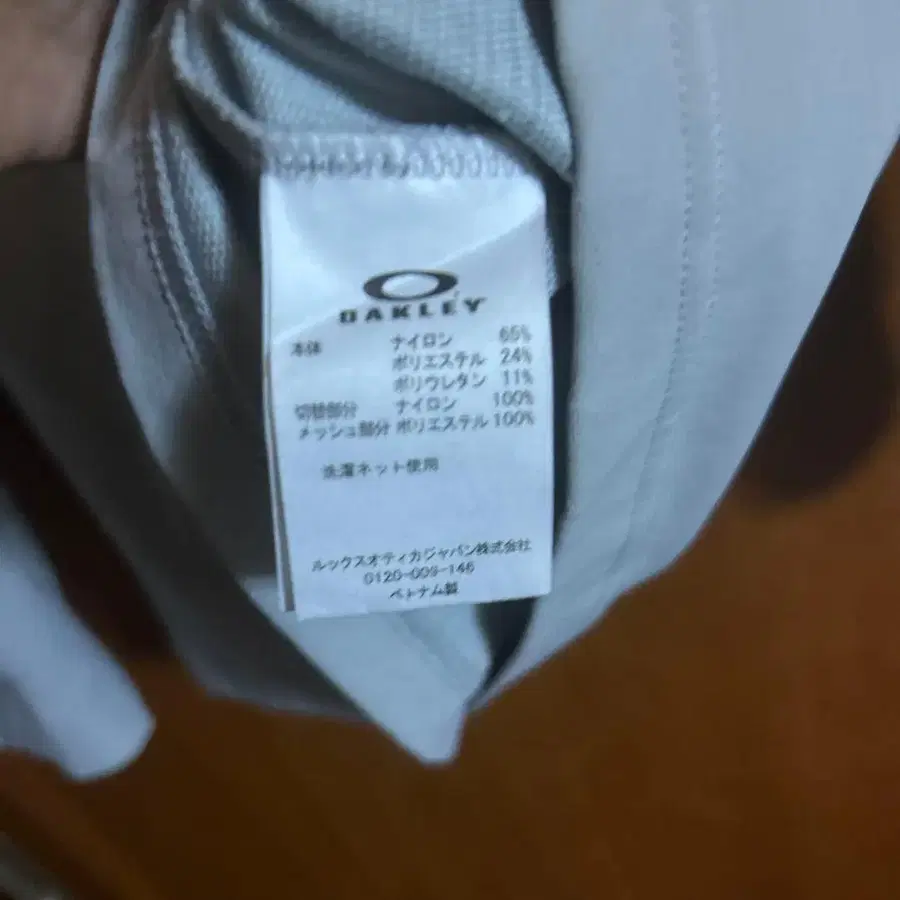 OAKLEY
本体 ナイロン 65%
ポリエステル 24%
ポリウレタン 11%
切替部分 ナイロン 100%
メッシュ部分 ポリエステル 100%
洗濯ネット使用
ルックスオティカジャパン株式会社
0120-009-146
ベトナム製